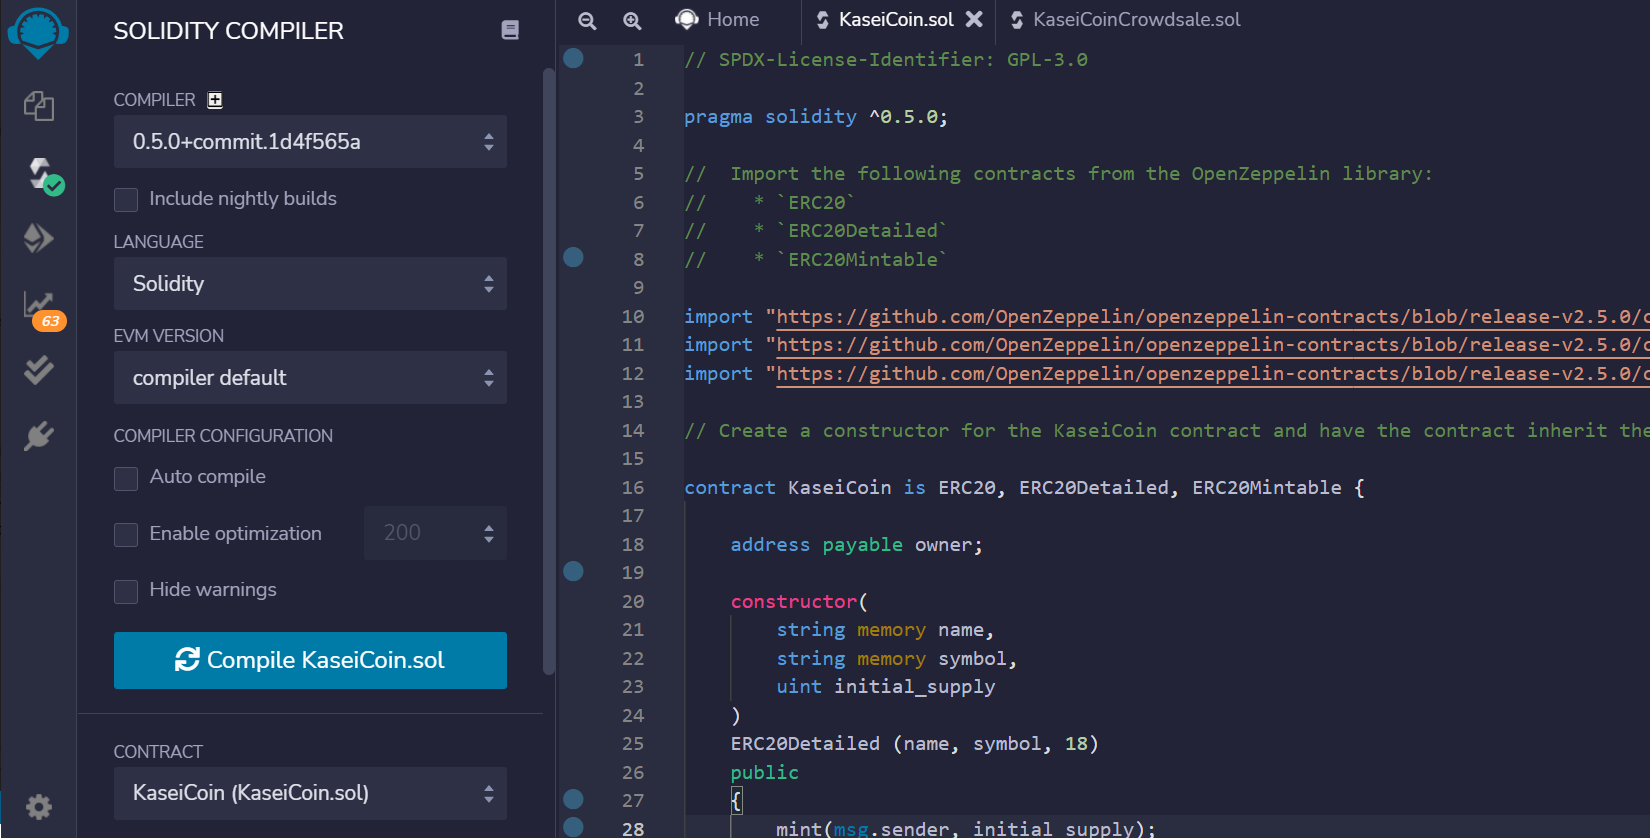 SOLIDITY COMPILER
COMPILER
0.5.0+commit.1d4f565a
Include nightly builds
LANGUAGE
Solidity
EVM VERSION
compiler default
COMPILER CONFIGURATION
Auto compile
Enable optimization
200
Hide warnings
Compile KaseiCoin.sol
CONTRACT
KaseiCoin (KaseiCoin.sol)
63
Home
KaseiCoin.sol
KaseiCoinCrowdsale.sol
1 // SPDX-License-Identifier: GPL-3.0
2
3 pragma solidity ^0.5.0;
4
5 //  Import the following contracts from the OpenZeppelin library:
6 //    * `ERC20`
7 //    * `ERC20Detailed`
8 //    * `ERC20Mintable`
9
10 import "https://github.com/OpenZeppelin/openzeppelin-contracts/blob/release-v2.5.0/c
11 import "https://github.com/OpenZeppelin/openzeppelin-contracts/blob/release-v2.5.0/c
12 import "https://github.com/OpenZeppelin/openzeppelin-contracts/blob/release-v2.5.0/c
13
14 // Create a constructor for the KaseiCoin contract and have the contract inherit the
15
16 contract KaseiCoin is ERC20, ERC20Detailed, ERC20Mintable {
17
18 address payable owner;
19
20 constructor(
21 string memory name,
22 string memory symbol,
23 uint initial_supply
24 )
25 ERC20Detailed (name, symbol, 18)
26 public
27 {
28 mint(msg.sender, initial_supply);